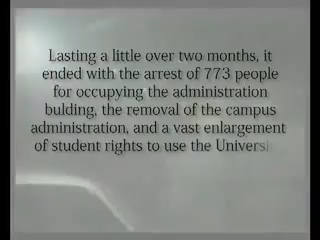 Lasting a little over two months, it
ended with the arrest of 773 people
for occupying the administration
bulding, the removal of the campus
administration, and a vast enlargement
of student rights to use the Universi